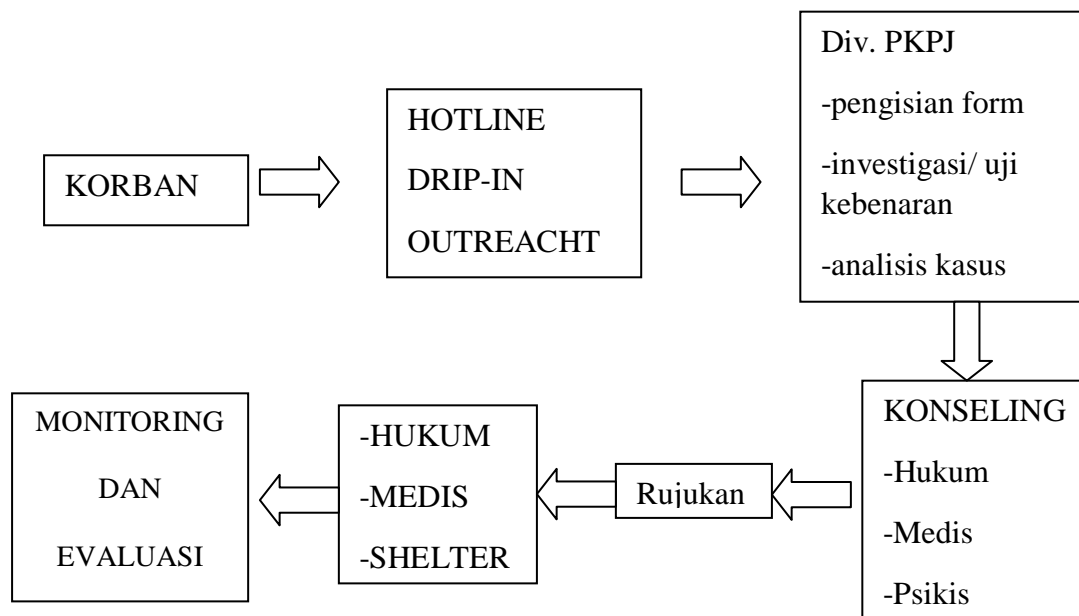 KORBAN
HOTLINE
DRIP-IN
OUTREACHT
Div. PKPJ
-pengisian form
-investigasi/ uji
kebenaran
-analisis kasus
KONSELING
-Hukum
-Medis
-Psikis
Rujukan
-HUKUM
-MEDIS
-SHELTER
MONITORING
DAN
EVALUASI